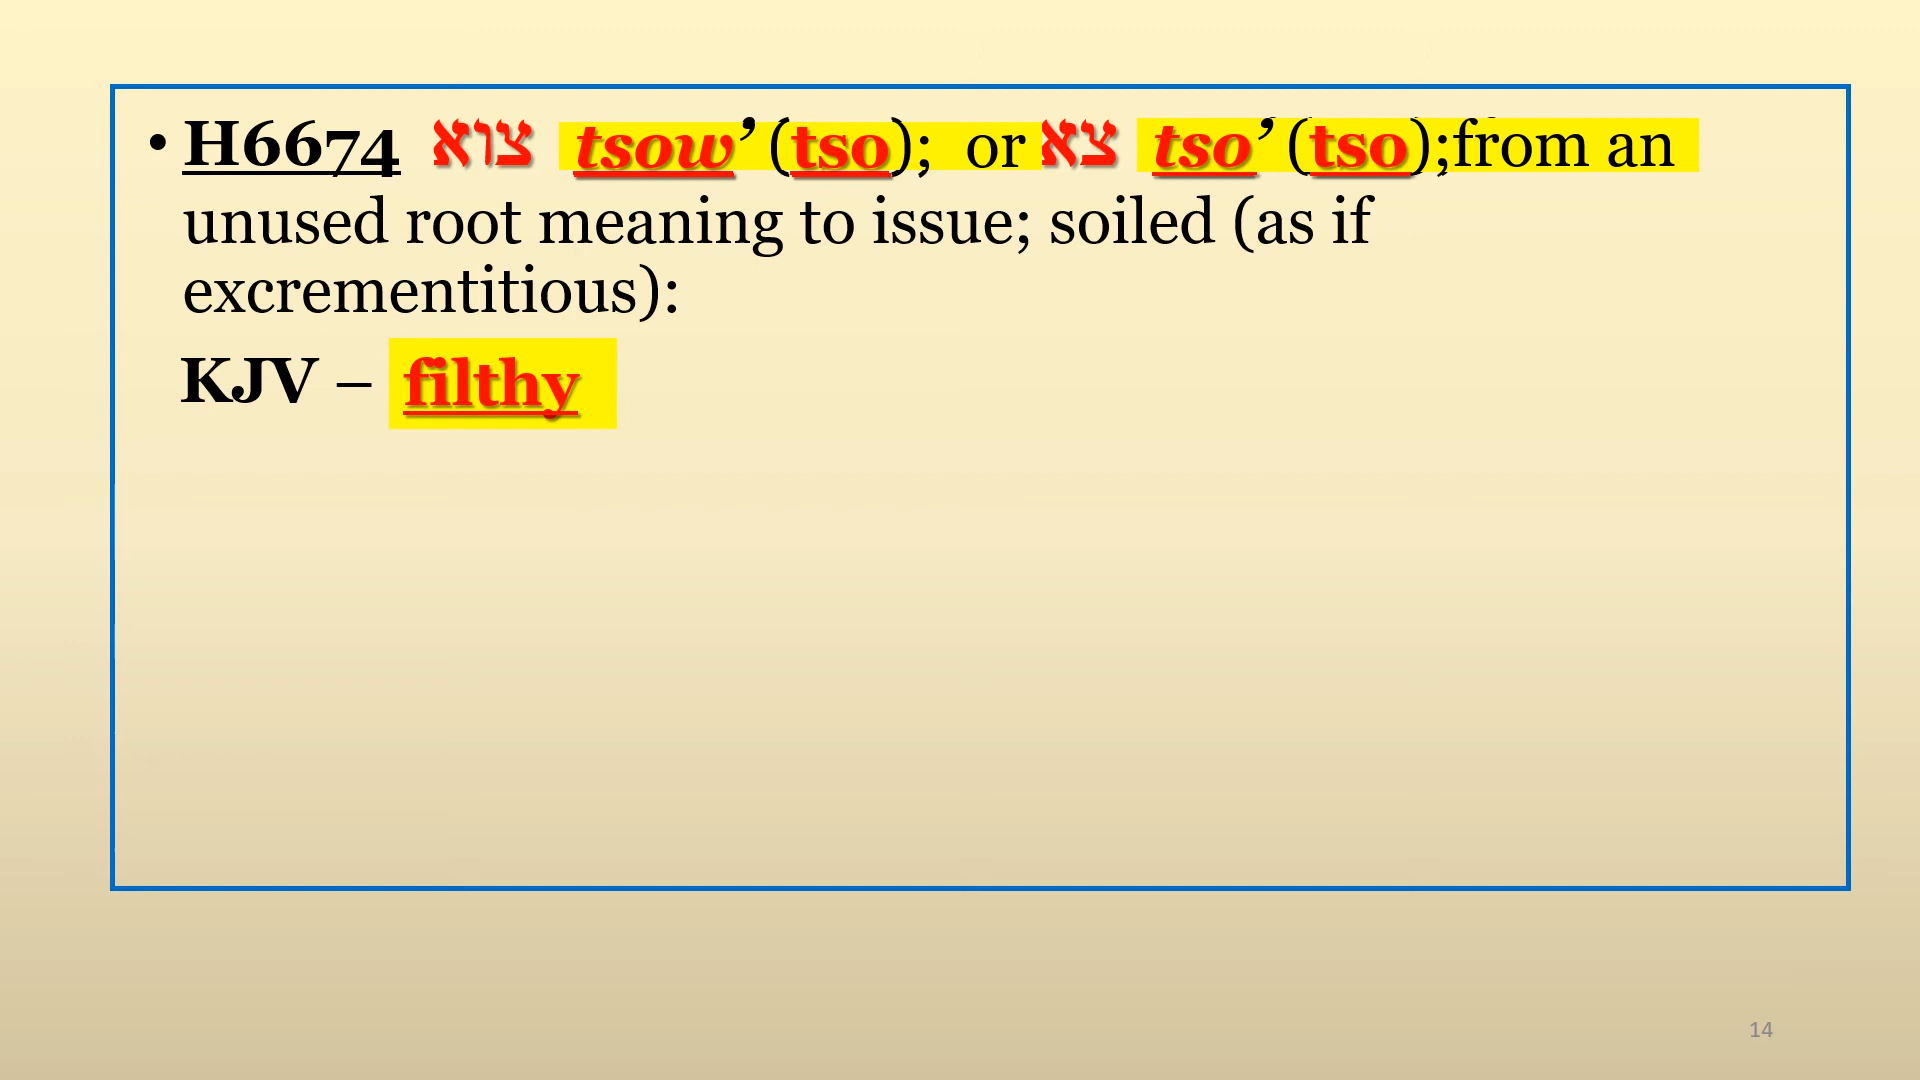 • H6674 צוא tsow’ (tso); or צא tso’ (tso);from an
unused root meaning to issue; soiled (as if
excrementitious):
KJV – filthy
14